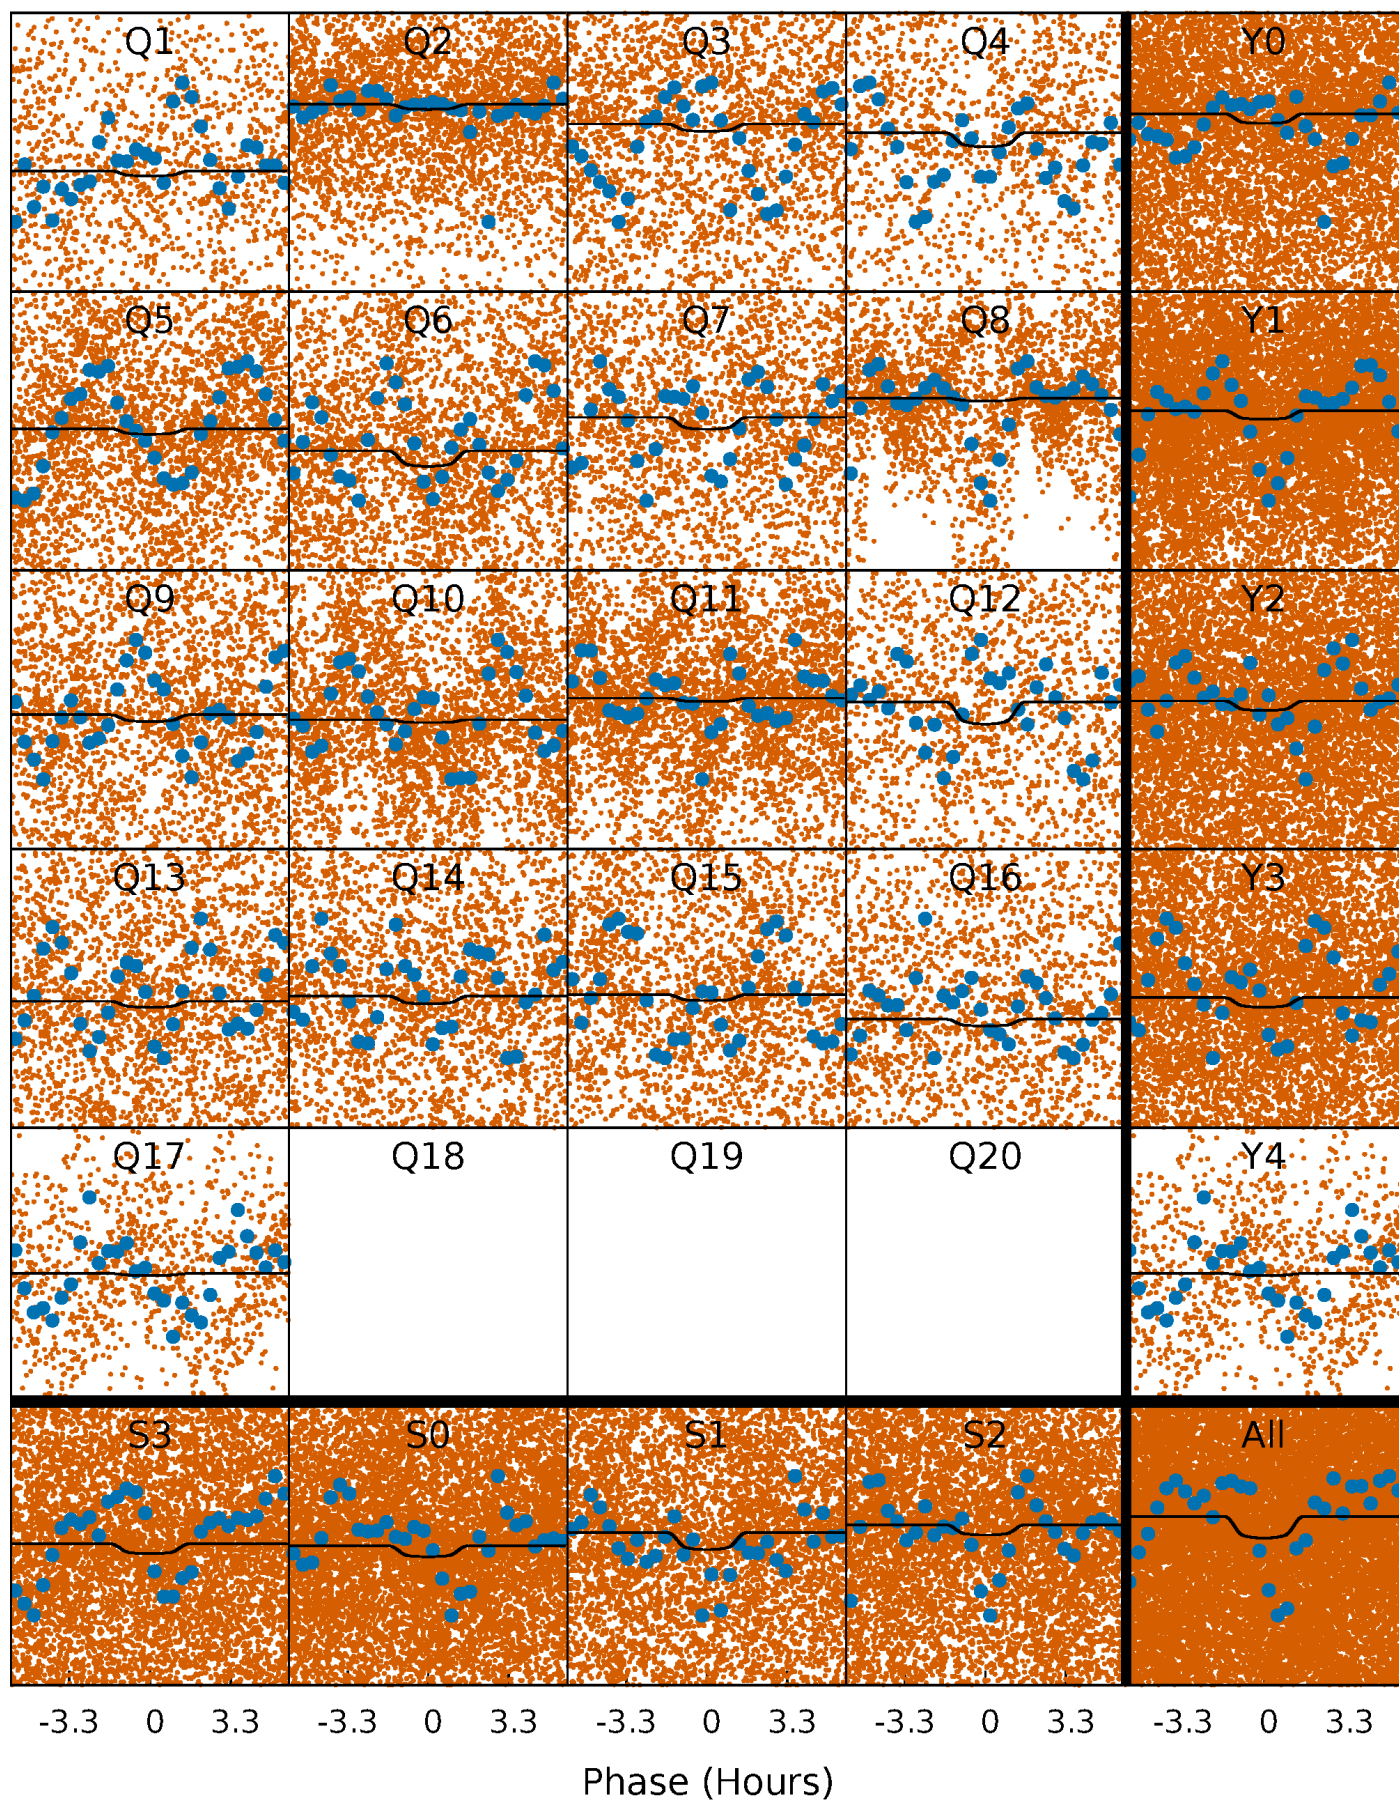 Q1 Q2 Q3 Q4 Y0
Q5 Q6 Q7 Q8 Y1
Q9 Q10 Q11 Q12 Y2
Q13 Q14 Q15 Q16 Y3
Q17 Q18 Q19 Q20 Y4
S3 S0 S1 S2 All
-3.3 0 3.3 -3.3 0 3.3 -3.3 0 3.3 -3.3 0 3.3 -3.3 0 3.3
Phase (Hours)